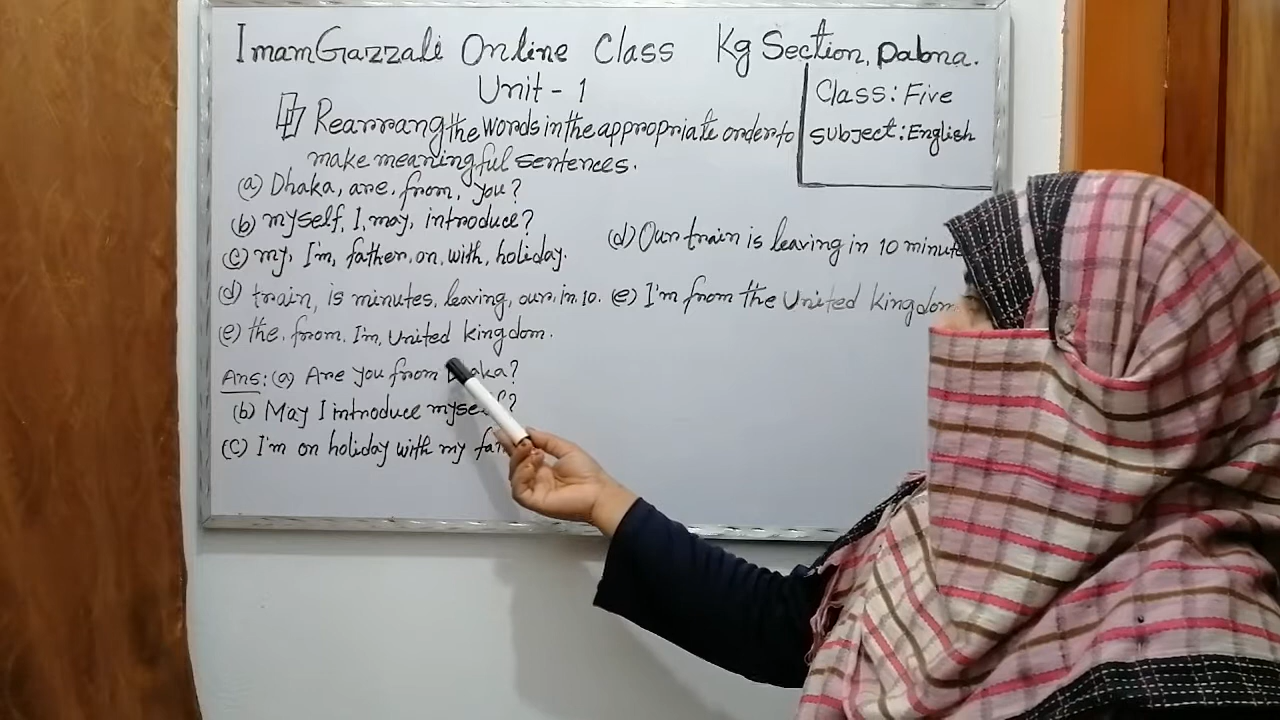 Imam Gazzali Online Class Kg Section, Pabna.
Unit - 1
Class: Five
Subject: English
Rearrang the words in the appropriate order to
make meaningful sentences.
(a) Dhaka, are, from, you?
(b) myself, I, may, introduce?
(c) my, I'm, father, on, with, holiday.
(d) train, is minutes, leaving, our, in 10.
(e) the, from, I'm, United kingdom.
Ans: (a) Are you from Dhaka?
(b) May I introduce myself?
(c) I'm on holiday with my
(d) Our train is leaving in 10
(e) I'm from the United kingdom